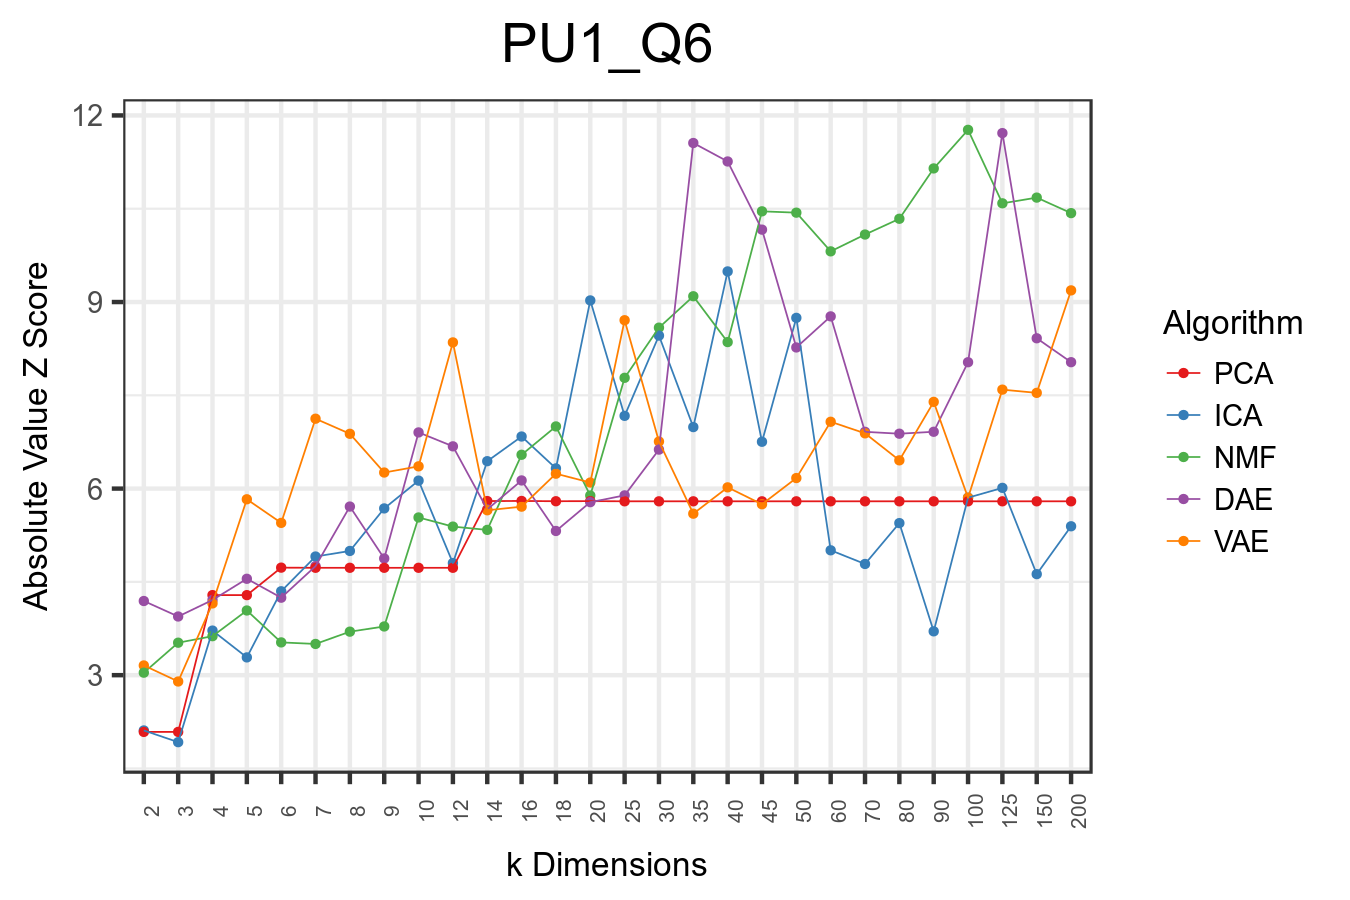 PU1_Q6
Absolute Value Z Score
12
9
6
3
2 3 4 5 6 7 8 9 10 12 14 16 18 20 25 30 35 40 45 50 60 70 80 90 100 125 150 200
k Dimensions
Algorithm
PCA
ICA
NMF
DAE
VAE